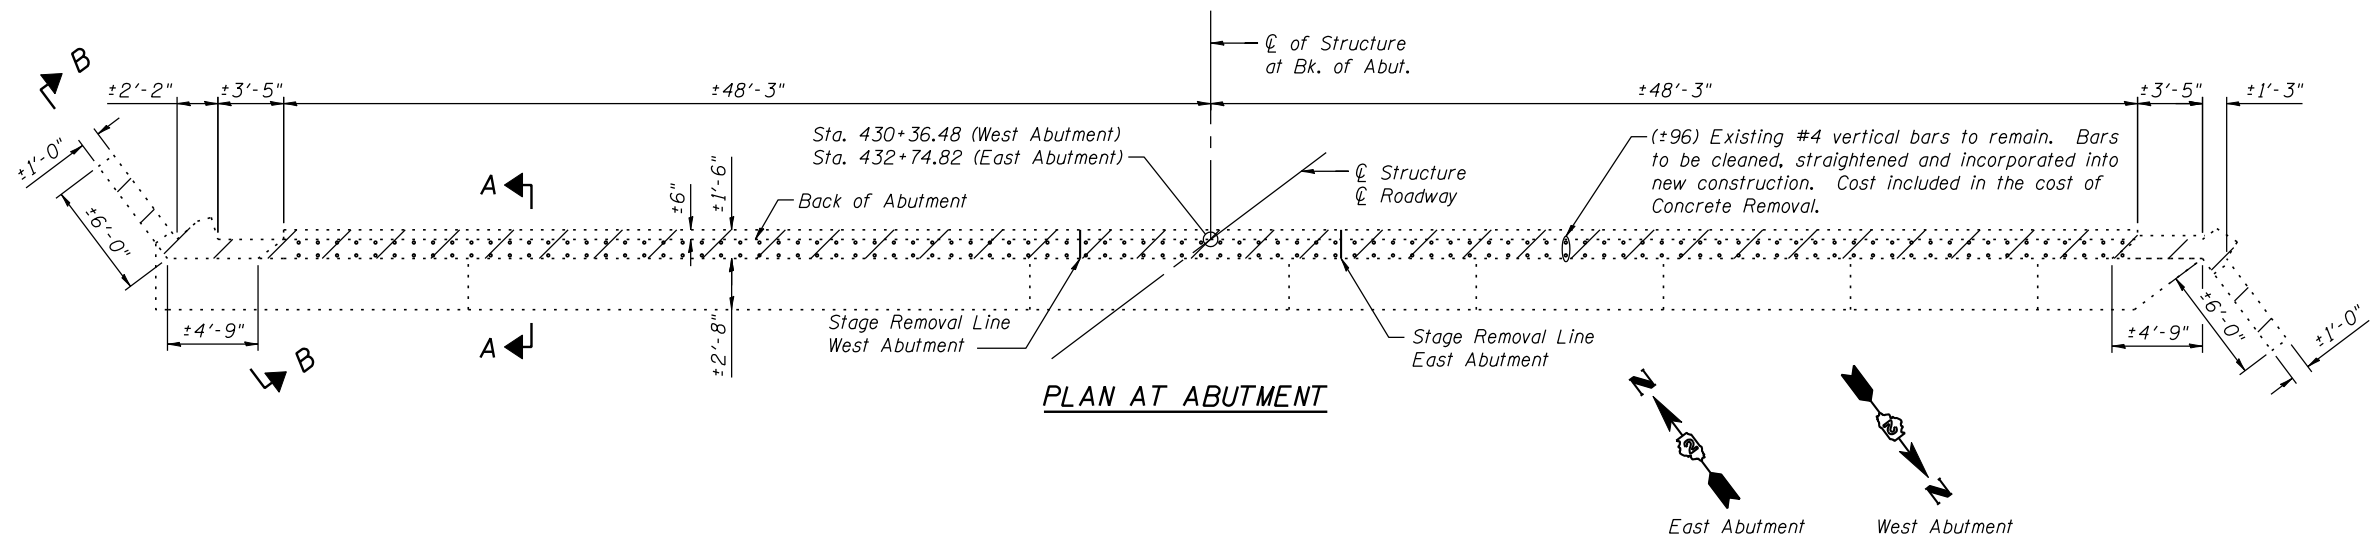 B
±2'-2"
±3'-5"
±48'-3"
℄ of Structure
at Bk. of Abut.
±48'-3"
±3'-5"
±1'-3"
±1'-0"
±6'-0"
A
±6"
±1'-6"
Back of Abutment
Sta. 430+36.48 (West Abutment)
Sta. 432+74.82 (East Abutment)
℄ Structure
℄ Roadway
(±96) Existing #4 vertical bars to remain. Bars
to be cleaned, straightened and incorporated into
new construction. Cost included in the cost of
Concrete Removal.
±4'-9"
B
A
±2'-8"
Stage Removal Line
West Abutment
Stage Removal Line
East Abutment
±4'-9"
±6'-0"
±1'-0"
PLAN AT ABUTMENT
N
2
East Abutment
2
N
West Abutment